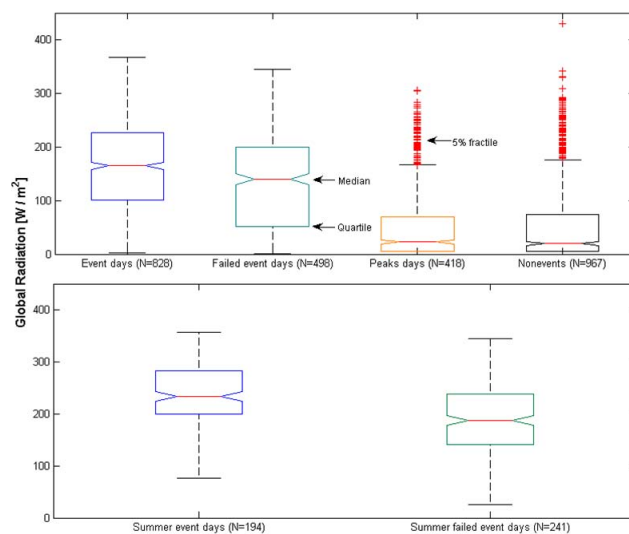 Global Radiation [W / m²]
400
300
200
100
0
5% fractile
Median
Quartile
Event days (N=828)
Failed event days (N=498)
Peaks days (N=418)
Nonevents (N=967)
400
300
200
100
0
Summer event days (N=194)
Summer failed event days (N=241)